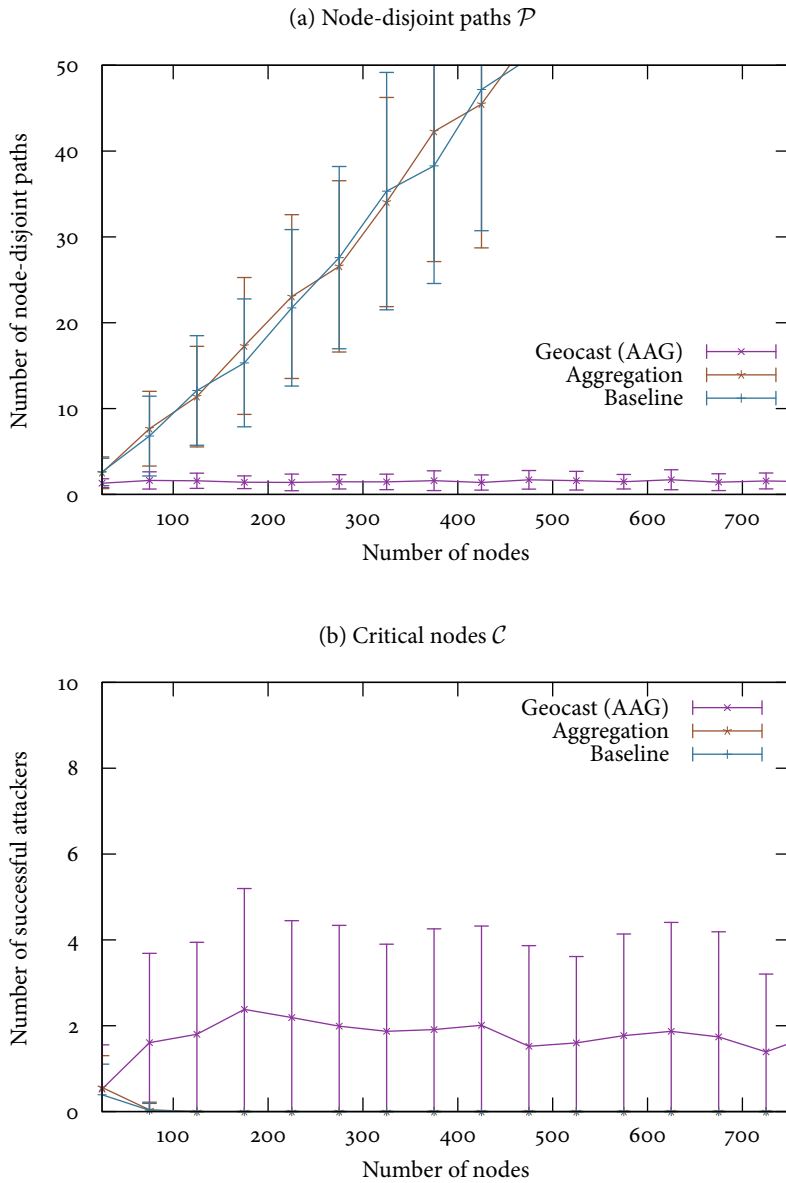 (a) Node-disjoint paths 𝒫
50
40
30
20
10
0
Number of node-disjoint paths
Geocast (AAG)
Aggregation
Baseline
100 200 300 400 500 600 700
Number of nodes
(b) Critical nodes 𝒞
10
8
6
4
2
0
Number of successful attackers
Geocast (AAG)
Aggregation
Baseline
100 200 300 400 500 600 700
Number of nodes